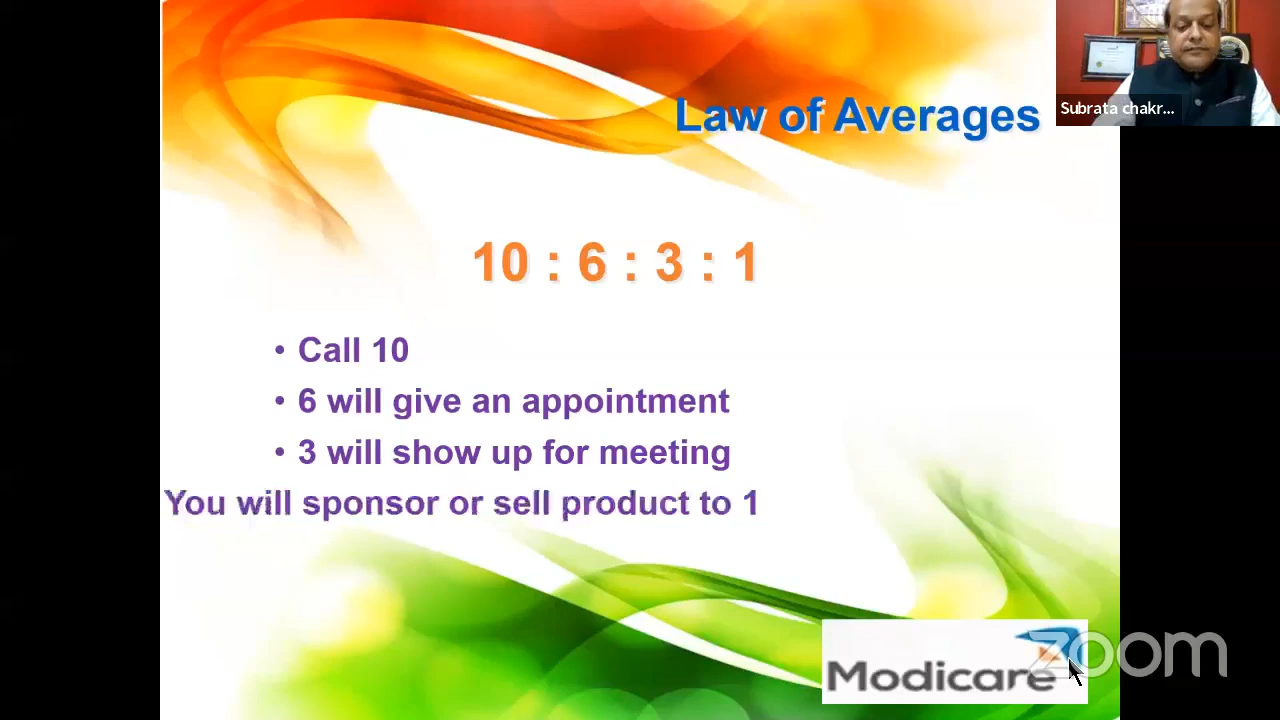 Law of Averages
Subrata chakr...
10 : 6 : 3 : 1
• Call 10
• 6 will give an appointment
• 3 will show up for meeting
You will sponsor or sell product to 1
Modicare
zoom